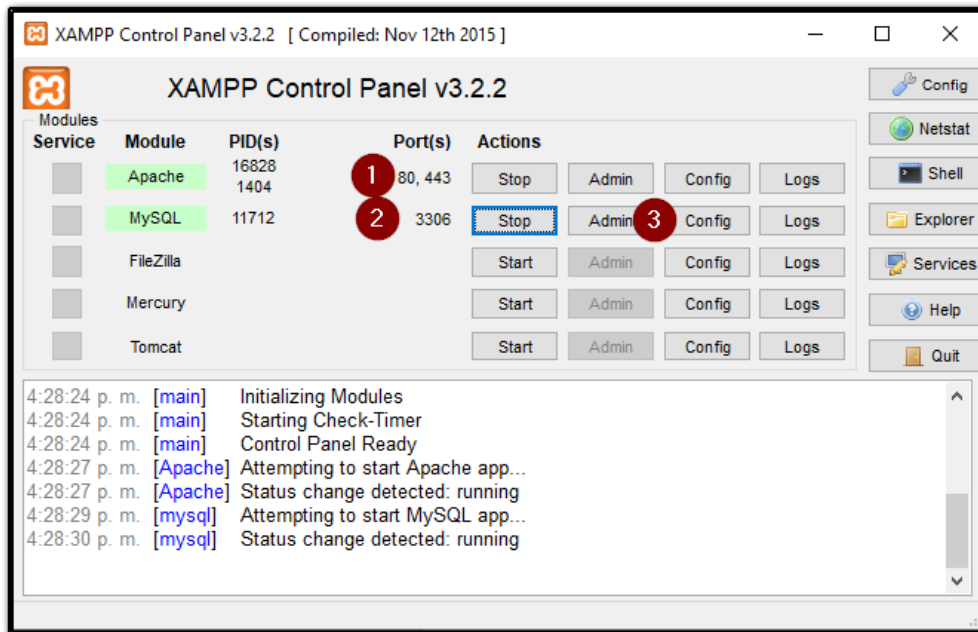 XAMPP Control Panel v3.2.2 [ Compiled: Nov 12th 2015 ]
XAMPP Control Panel v3.2.2
Config
Modules
Service Module PID(s) Port(s) Actions
Netstat
Apache 16828 1404 1 80, 443 Stop Admin Config Logs
Shell
MySQL 11712 2 3306 Stop Admin 3 Config Logs
Explorer
FileZilla Start Admin Config Logs
Services
Mercury Start Admin Config Logs
Help
Tomcat Start Admin Config Logs
Quit
4:28:24 p. m. [main] Initializing Modules
4:28:24 p. m. [main] Starting Check-Timer
4:28:24 p. m. [main] Control Panel Ready
4:28:27 p. m. [Apache] Attempting to start Apache app...
4:28:27 p. m. [Apache] Status change detected: running
4:28:29 p. m. [mysql] Attempting to start MySQL app...
4:28:30 p. m. [mysql] Status change detected: running